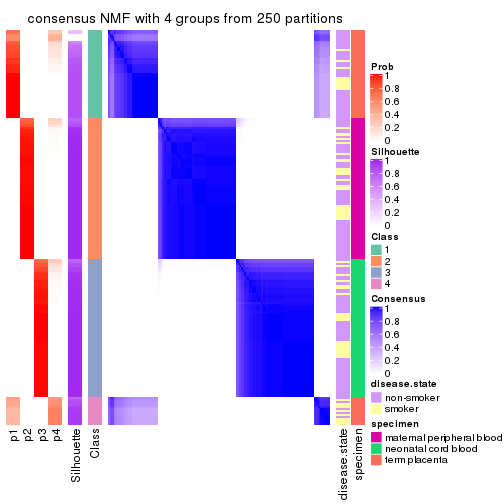 consensus NMF with 4 groups from 250 partitions
Prob
1
0.8
0.6
0.4
0.2
0
Silhouette
1
0.8
0.6
0.4
0.2
0
Class
1
2
3
4
Consensus
1
0.8
0.6
0.4
0.2
0
disease.state
non-smoker
smoker
specimen
maternal peripheral blood
neonatal cord blood
term placenta
p1
p2
p3
p4
Silhouette
Class
disease.state
specimen